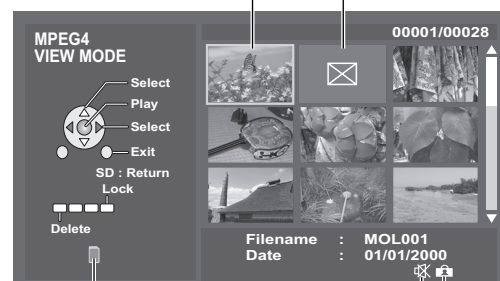 MPEG4
VIEW MODE
Select
Play
Select
Exit
SD : Return
Lock
Delete
00001/00028
Filename : MOL001
Date : 01/01/2000